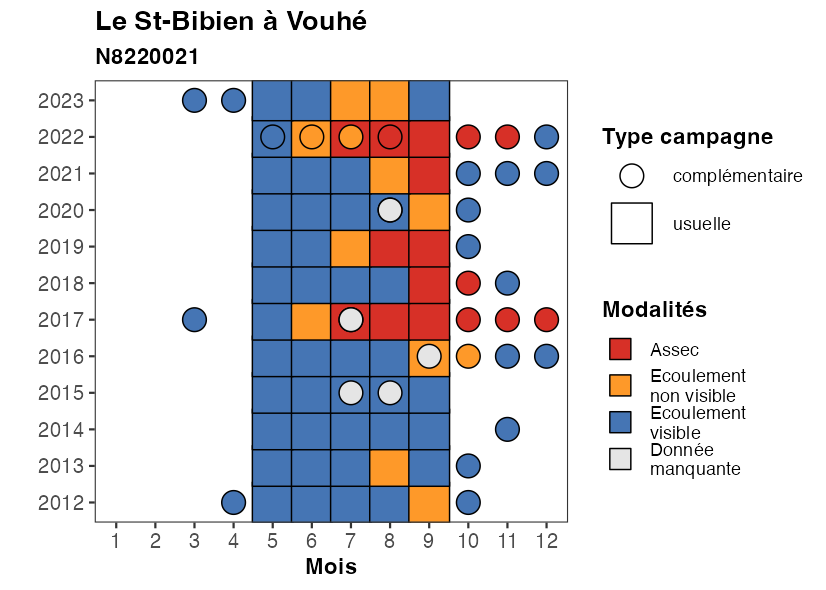 Le St-Bibien à Vouhé
N8220021
2023
2022
2021
2020
2019
2018
2017
2016
2015
2014
2013
2012
1 2 3 4 5 6 7 8 9 10 11 12
Mois
Type campagne
complémentaire
usuelle
Modalités
Assec
Ecoulement
non visible
Ecoulement
visible
Donnée
manquante